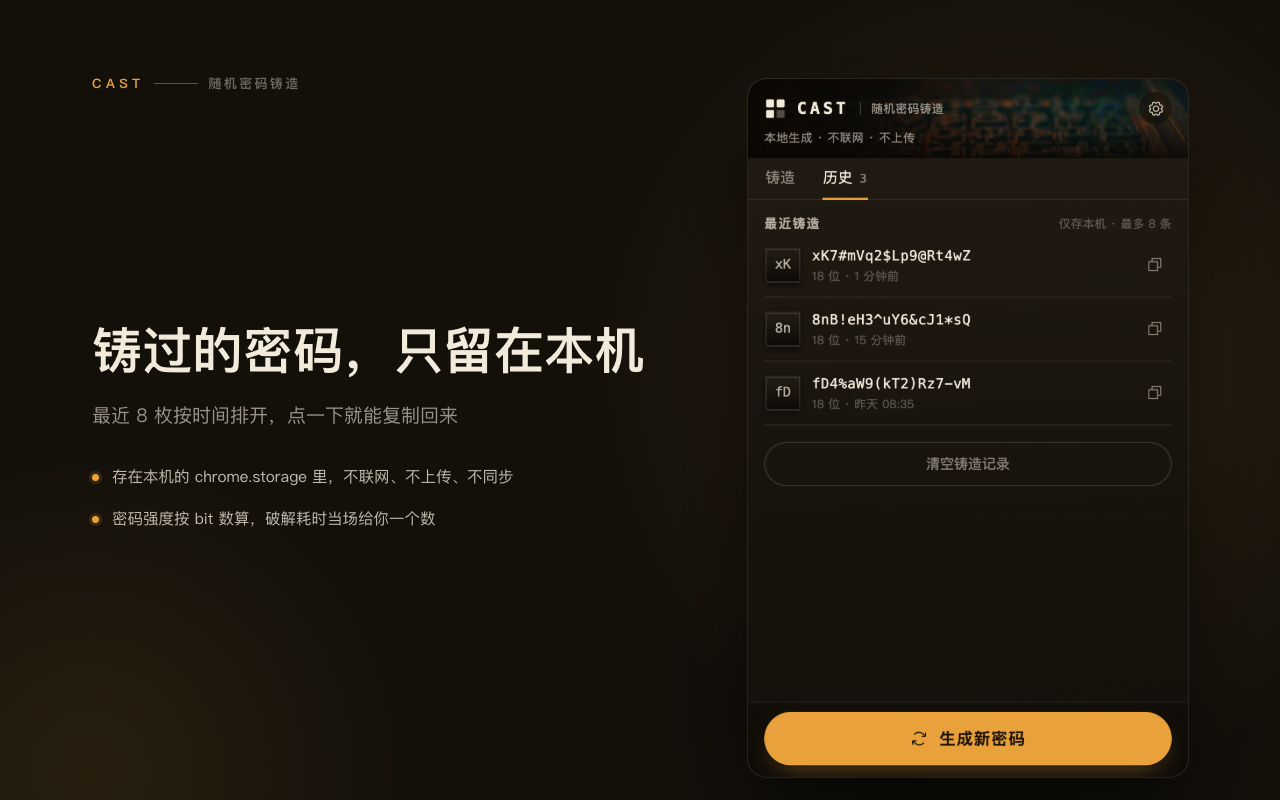 CAST 随机密码铸造
铸过的密码，只留在本机
最近 8 枚按时间排开，点一下就能复制回来
存在本机的 chrome.storage 里，不联网、不上传、不同步
密码强度按 bit 数算，破解耗时当场给你一个数
CAST 随机密码铸造
本地生成 · 不联网 · 不上传
铸造 历史 3
最近铸造 仅存本机 · 最多 8 条
xK xK7#mVq2$Lp9@Rt4wZ
18 位 · 1 分钟前
8n 8nB!eH3^uY6&cJ1*sQ
18 位 · 15 分钟前
fD fD4%aW9(kT2)Rz7-vM
18 位 · 昨天 08:35
清空铸造记录
生成新密码